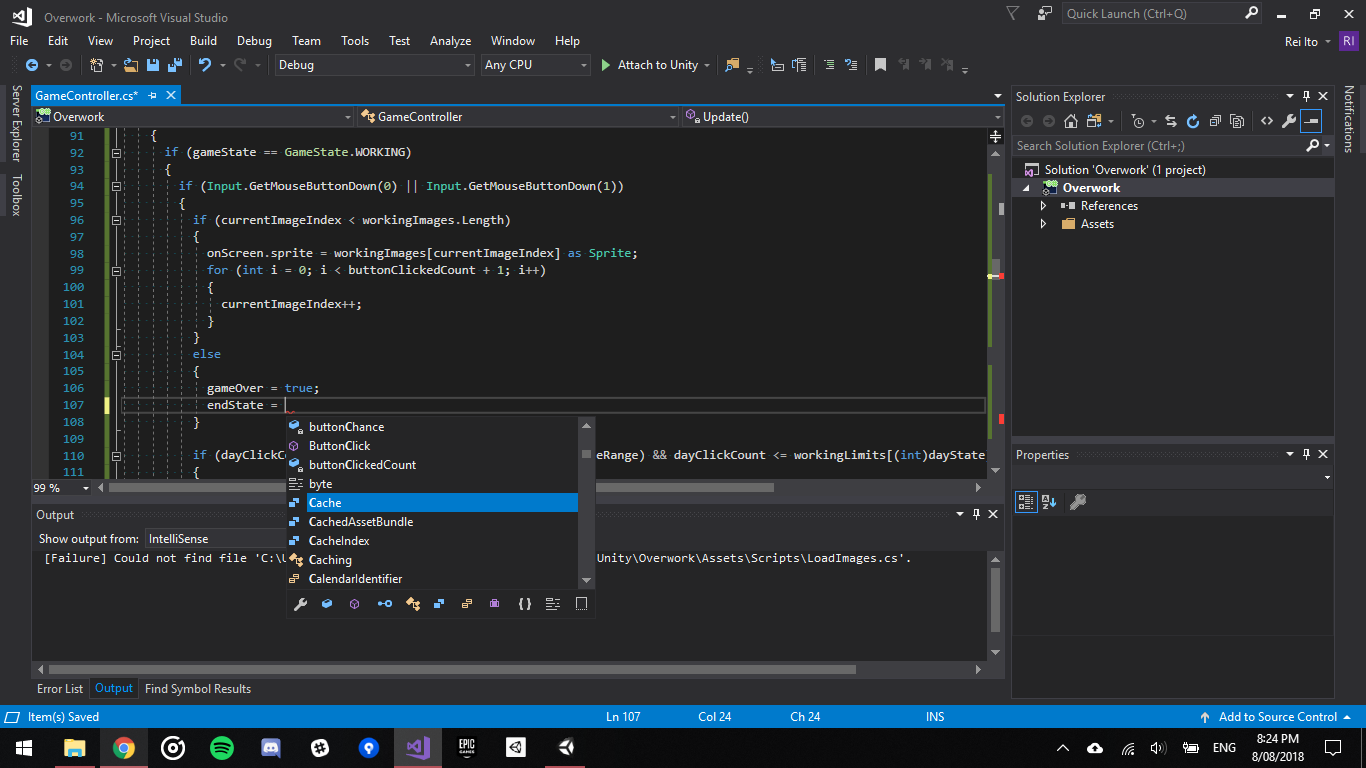 Overwork - Microsoft Visual Studio
Quick Launch (Ctrl+Q)
File Edit View Project Build Debug Team Tools Test Analyze Window Help
Rei Ito RI
Debug Any CPU Attach to Unity
Server Explorer
Toolbox
GameController.cs*
Overwork GameController Update()
91 {
92 if (gameState == GameState.WORKING)
93 {
94 if (Input.GetMouseButtonDown(0) || Input.GetMouseButtonDown(1))
95 {
96 if (currentImageIndex < workingImages.Length)
97 {
98 onScreen.sprite = workingImages[currentImageIndex] as Sprite;
99 for (int i = 0; i < buttonClickedCount + 1; i++)
100 {
101 currentImageIndex++;
102 }
103 }
104 else
105 {
106 gameOver = true;
107 endState =
108 }
109
110 if (dayClickC eRange) && dayClickCount <= workingLimits[(int)dayState
111 {
buttonChance
ButtonClick
buttonClickedCount
byte
Cache
CachedAssetBundle
CacheIndex
Caching
CalendarIdentifier
{ }
99 %
Output
Show output from: IntelliSense
[Failure] Could not find file 'C:\U Unity\Overwork\Assets\Scripts\LoadImages.cs'.
Error List Output Find Symbol Results
Solution Explorer
Search Solution Explorer (Ctrl+;)
Solution 'Overwork' (1 project)
Overwork
References
Assets
Properties
Notifications
Item(s) Saved Ln 107 Col 24 Ch 24 INS Add to Source Control
EPIC GAMES
ENG
8:24 PM
8/08/2018